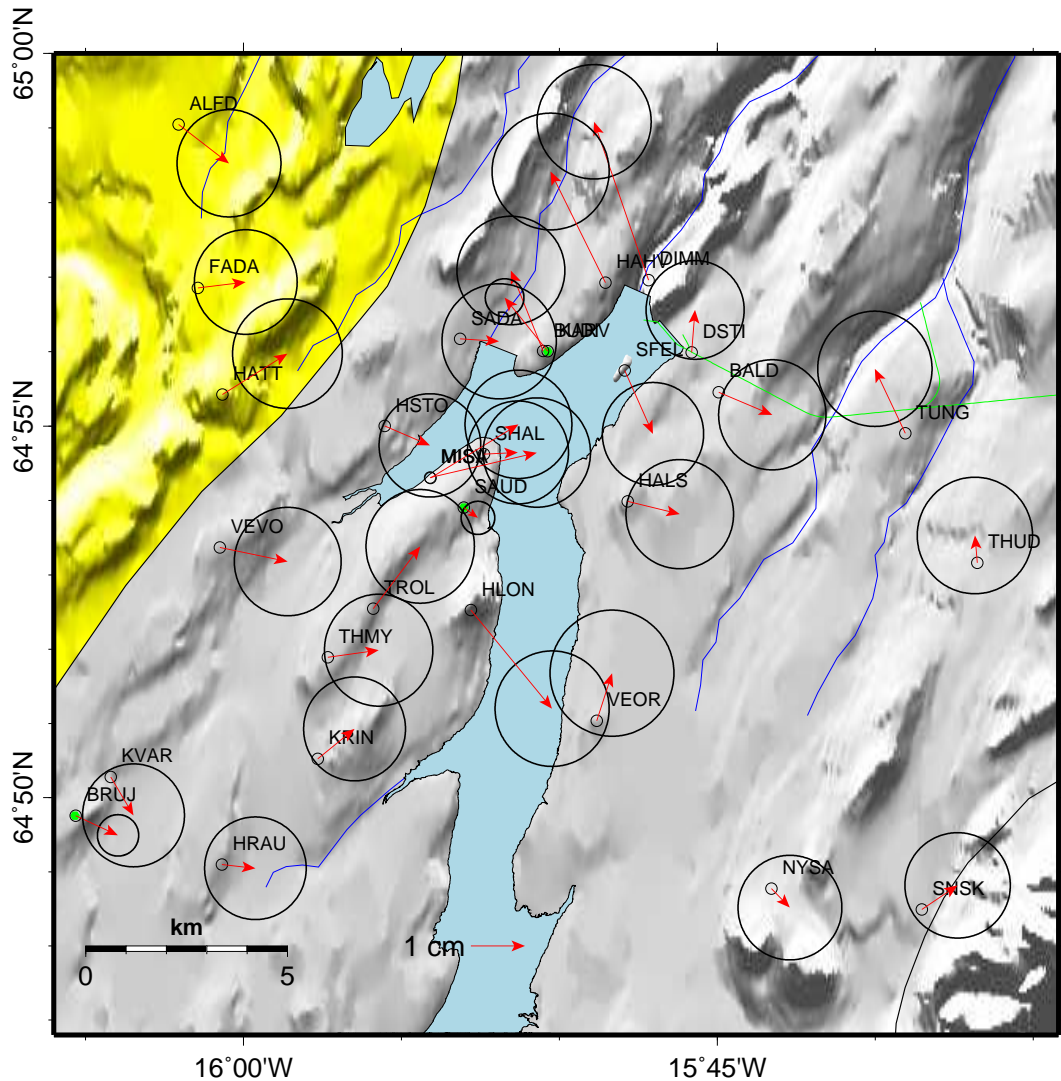 65˚00'N
ALFD
FADA
HAHV
DIMM
SADA
DSTI
SFEL
HATT
BALD
HSTO
TUNG
64˚55'N
SHAL
SAUD
HALS
VEVO
THUD
TROL
HLON
THMY
VEOR
KRIN
KVAR
BRUJ
64˚50'N
HRAU
NYSA
SNSK
km
1 cm
0 5
16˚00'W 15˚45'W